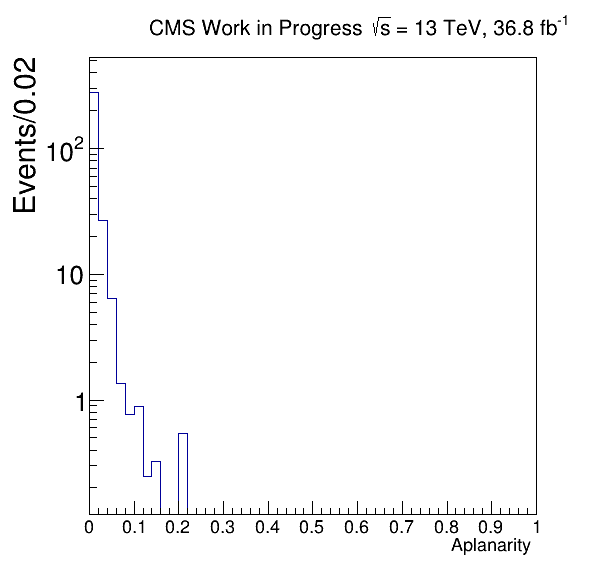 CMS Work in Progress √s = 13 TeV, 36.8 fb⁻¹
Events/0.02
10²
10
1
0 0.1 0.2 0.3 0.4 0.5 0.6 0.7 0.8 0.9 1
Aplanarity